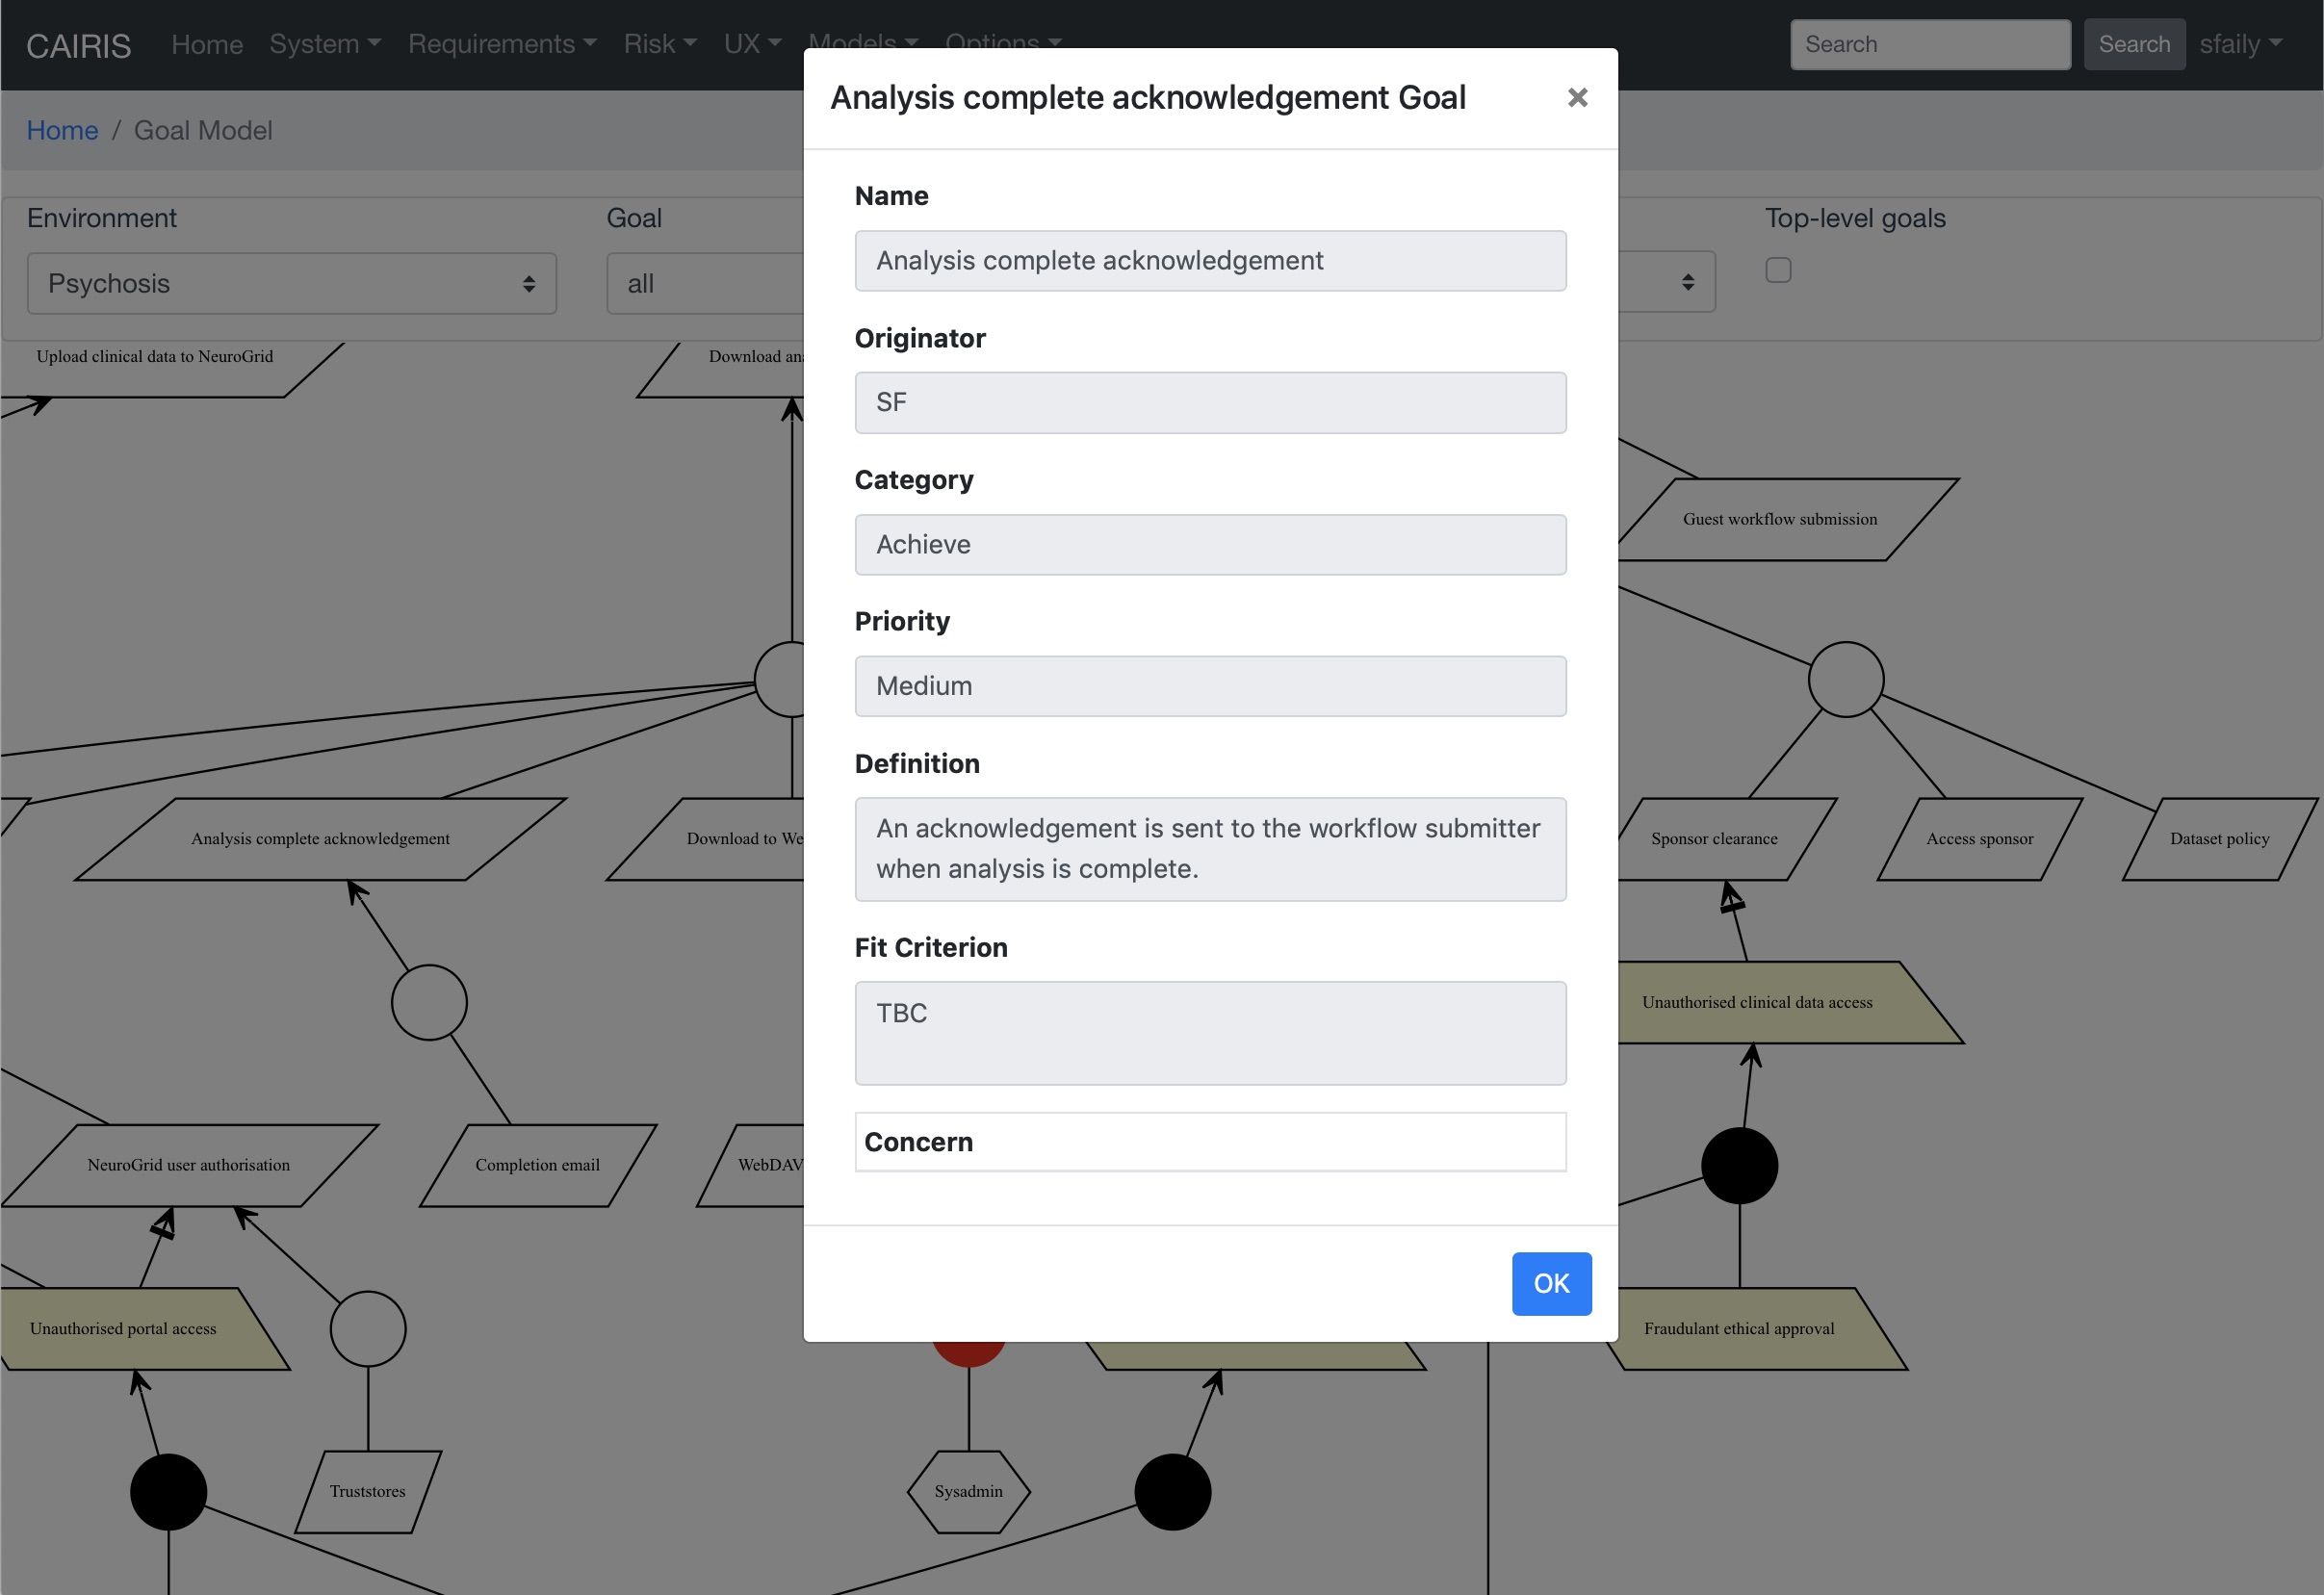 CAIRIS Home System Requirements Risk UX Models Options Search Search sfaily
Home / Goal Model
Environment Goal Top-level goals
Psychosis all
Analysis complete acknowledgement Goal ×
Name
Analysis complete acknowledgement
Originator
SF
Category
Achieve
Priority
Medium
Definition
An acknowledgement is sent to the workflow submitter
when analysis is complete.
Fit Criterion
TBC
Concern
OK
Upload clinical data to NeuroGrid
Download
Guest workflow submission
Analysis complete acknowledgement
Download to
Sponsor clearance
Access sponsor
Dataset policy
Unauthorised clinical data access
NeuroGrid user authorisation
Completion email
WebDAV
Unauthorised portal access
Fraudulant ethical approval
Truststores
Sysadmin